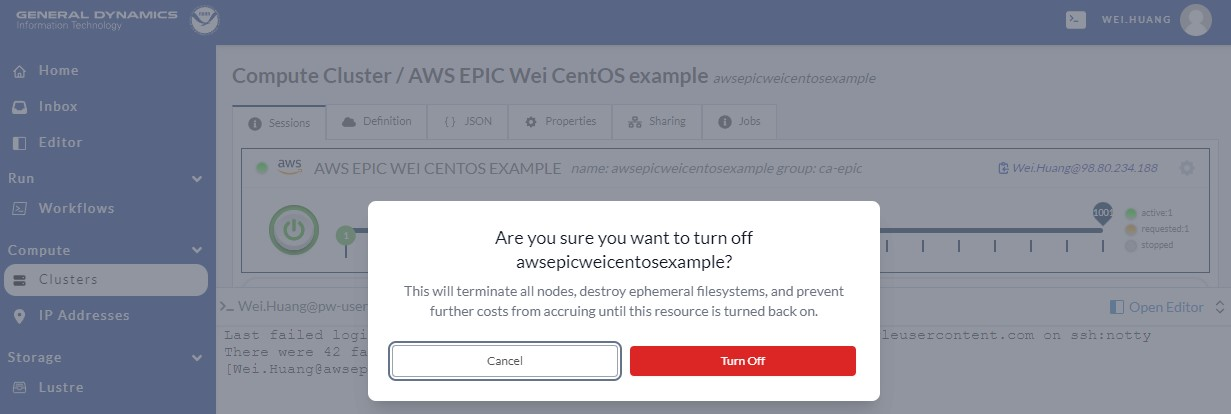 GENERAL DYNAMICS
Information Technology
WEI.HUANG
Home
Inbox
Editor
Run
Workflows
Compute
Clusters
IP Addresses
Storage
Lustre
Compute Cluster / AWS EPIC Wei CentOS example awsepicweicentosexample
Sessions
Definition
{ } JSON
Properties
Sharing
Jobs
aws AWS EPIC WEI CENTOS EXAMPLE name: awsepicweicentosexample group: ca-epic
Wei.Huang@98.80.234.188
1
1001
active:1
requested:1
stopped
Are you sure you want to turn off
awsepicweicentosexample?
This will terminate all nodes, destroy ephemeral filesystems, and prevent
further costs from accruing until this resource is turned back on.
Cancel
Turn Off
Wei.Huang@pw-user
Open Editor
Last failed logi
leusercontent.com on ssh:notty
There were 42 fa
[Wei.Huang@awsep